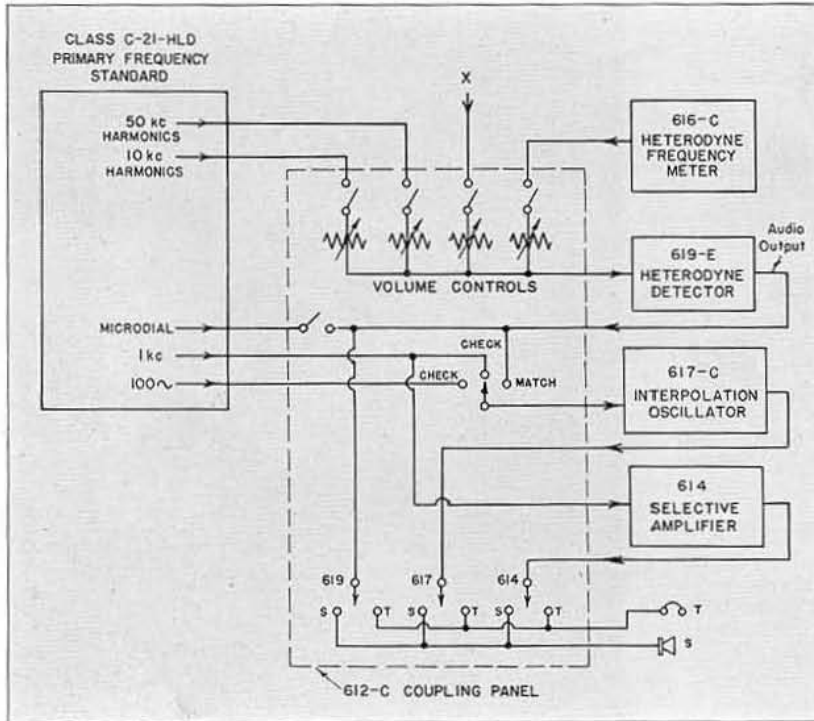 CLASS C-21-HLD
PRIMARY FREQUENCY
STANDARD
50 kc
HARMONICS
10 kc
HARMONICS
X
616-C
HETERODYNE
FREQUENCY
METER
Audio
Output
619-E
HETERODYNE
DETECTOR
VOLUME CONTROLS
MICRODIAL
1 kc
100~
CHECK
CHECK
MATCH
617-C
INTERPOLATION
OSCILLATOR
614
SELECTIVE
AMPLIFIER
619 617 614
S T S T S T
T
S
612-C COUPLING PANEL